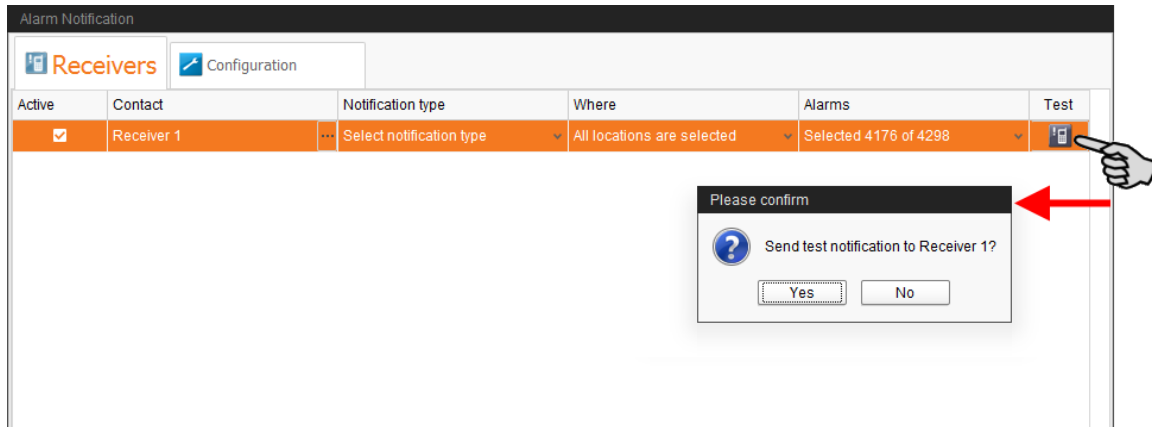 Alarm Notification
Receivers Configuration
Active Contact Notification type Where Alarms Test
Receiver 1 ... Select notification type All locations are selected Selected 4176 of 4298
Please confirm
Send test notification to Receiver 1?
Yes No